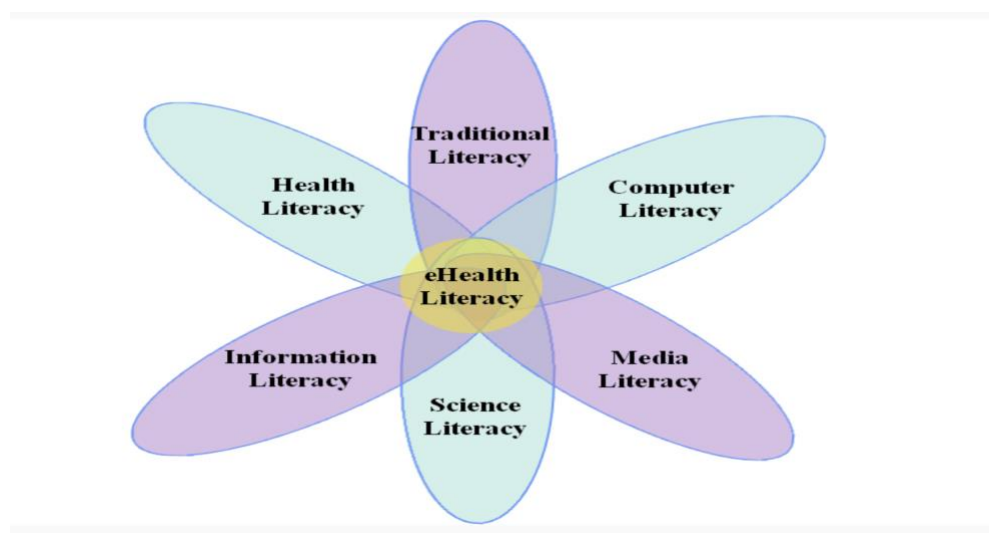 Traditional
Literacy
Health
Literacy
Computer
Literacy
eHealth
Literacy
Information
Literacy
Media
Literacy
Science
Literacy